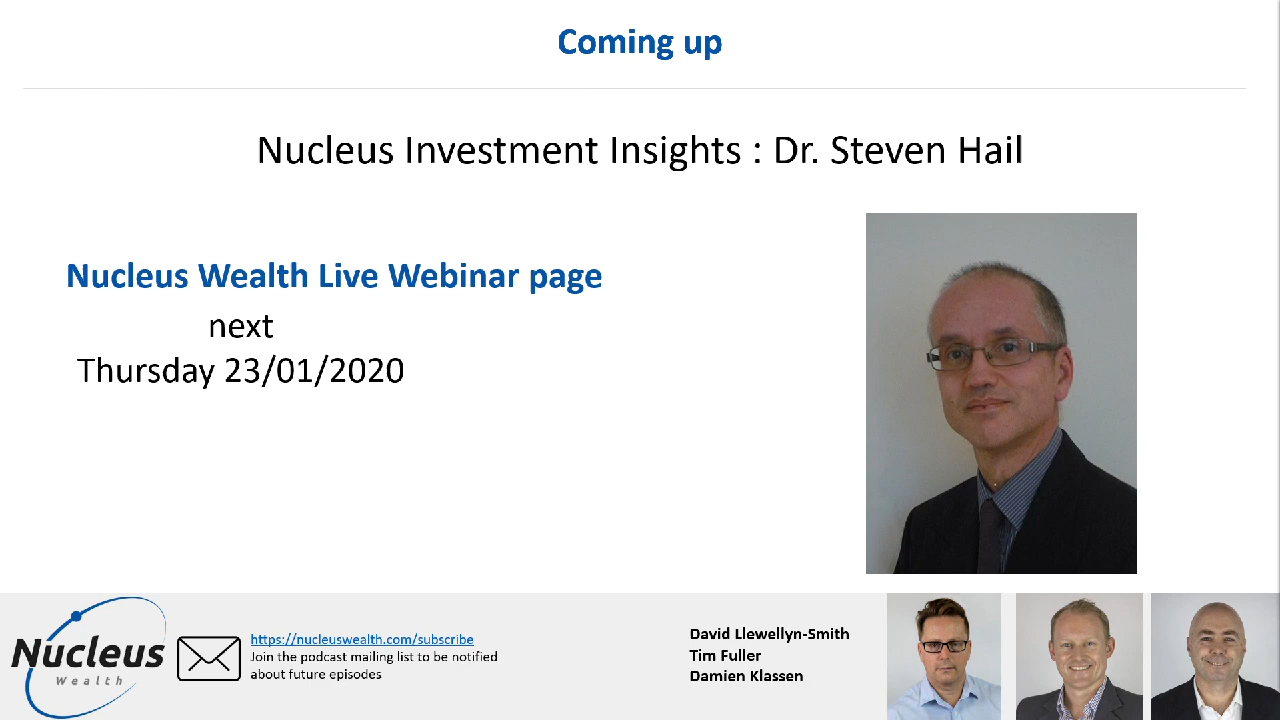 Coming up
Nucleus Investment Insights : Dr. Steven Hail
Nucleus Wealth Live Webinar page
next
Thursday 23/01/2020
Nucleus
Wealth
https://nucleuswealth.com/subscribe
Join the podcast mailing list to be notified
about future episodes
David Llewellyn-Smith
Tim Fuller
Damien Klassen